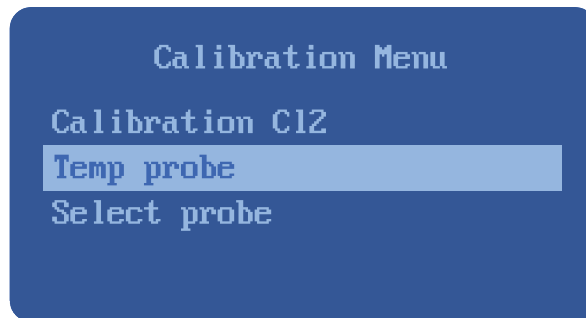 Calibration Menu
Calibration Cl2
Temp probe
Select probe